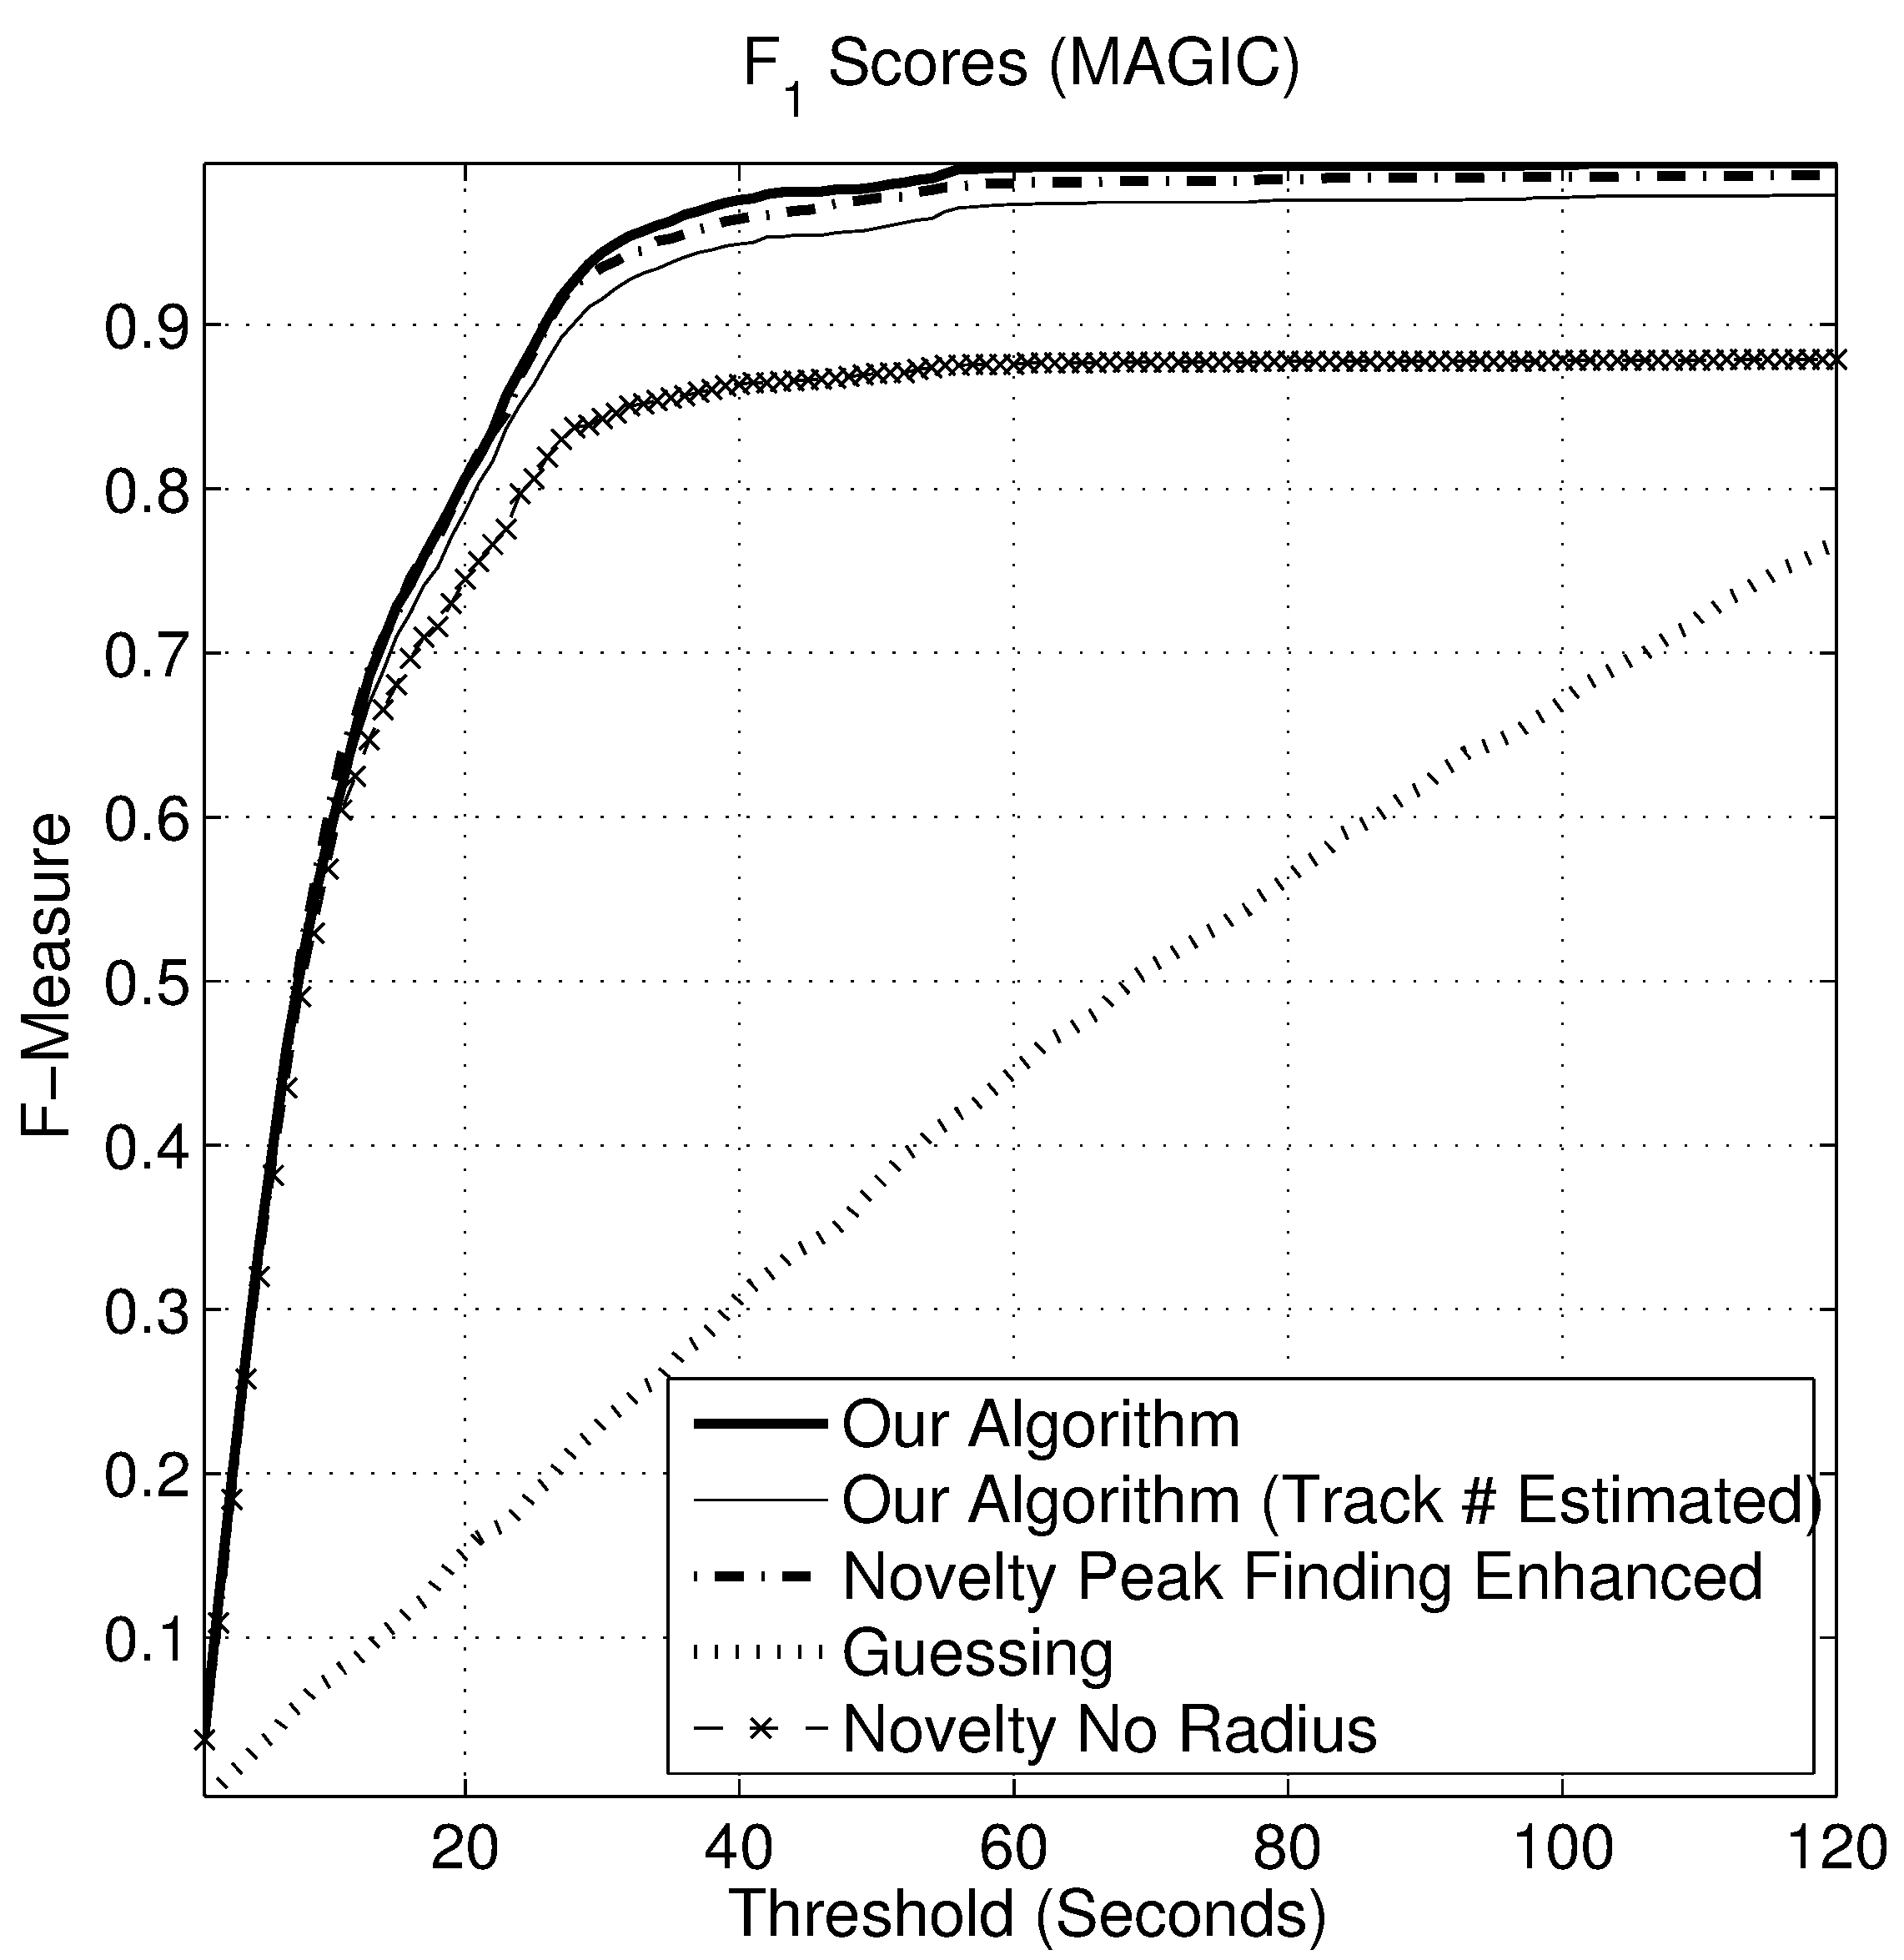 F1 Scores (MAGIC)
0.9
0.8
0.7
0.6
0.5
0.4
0.3
0.2
0.1
F-Measure
Our Algorithm
Our Algorithm (Track # Estimated)
Novelty Peak Finding Enhanced
Guessing
Novelty No Radius
20 40 60 80 100 120
Threshold (Seconds)